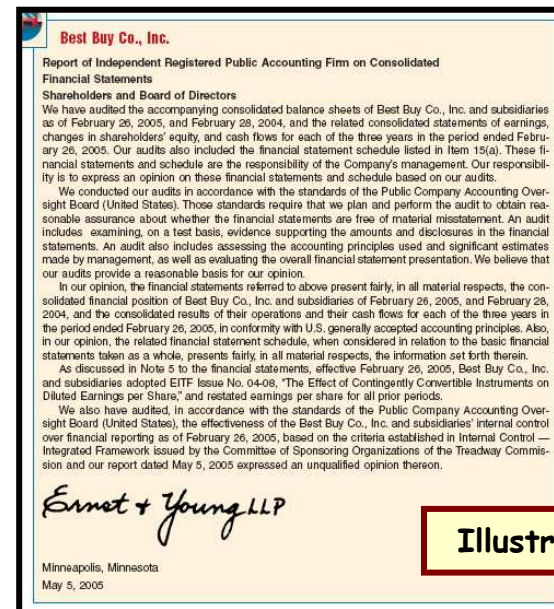 Best Buy Co., Inc.
Report of Independent Registered Public Accounting Firm on Consolidated
Financial Statements
Shareholders and Board of Directors
We have audited the accompanying consolidated balance sheets of Best Buy Co., Inc. and subsidiaries
as of February 26, 2005, and February 28, 2004, and the related consolidated statements of earnings,
changes in shareholders' equity, and cash flows for each of the three years in the period ended Febru-
ary 26, 2005. Our audits also included the financial statement schedule listed in Item 15(a). These fi-
nancial statements and schedule are the responsibility of the Company's management. Our responsibil-
ity is to express an opinion on these financial statements and schedule based on our audits.
We conducted our audits in accordance with the standards of the Public Company Accounting Over-
sight Board (United States). Those standards require that we plan and perform the audit to obtain rea-
sonable assurance about whether the financial statements are free of material misstatement. An audit
includes examining, on a test basis, evidence supporting the amounts and disclosures in the financial
statements. An audit also includes assessing the accounting principles used and significant estimates
made by management, as well as evaluating the overall financial statement presentation. We believe that
our audits provide a reasonable basis for our opinion.
In our opinion, the financial statements referred to above present fairly, in all material respects, the con-
solidated financial position of Best Buy Co., Inc. and subsidiaries of February 26, 2005, and February 28,
2004, and the consolidated results of their operations and their cash flows for each of the three years in
the period ended February 26, 2005, in conformity with U.S. generally accepted accounting principles. Also,
in our opinion, the related financial statement schedule, when considered in relation to the basic financial
statements taken as a whole, presents fairly, in all material respects, the information set forth therein.
As discussed in Note 5 to the financial statements, effective February 26, 2005, Best Buy Co., Inc.
and subsidiaries adopted EITF Issue No. 04-08, "The Effect of Contingently Convertible Instruments on
Diluted Earnings per Share," and restated earnings per share for all prior periods.
We also have audited, in accordance with the standards of the Public Company Accounting Over-
sight Board (United States), the effectiveness of the Best Buy Co., Inc. and subsidiaries' internal control
over financial reporting as of February 26, 2005, based on the criteria established in Internal Control —
Integrated Framework issued by the Committee of Sponsoring Organizations of the Treadway Commis-
sion and our report dated May 5, 2005 expressed an unqualified opinion thereon.
Ernst + Young LLP
Illustr
Minneapolis, Minnesota
May 5, 2005